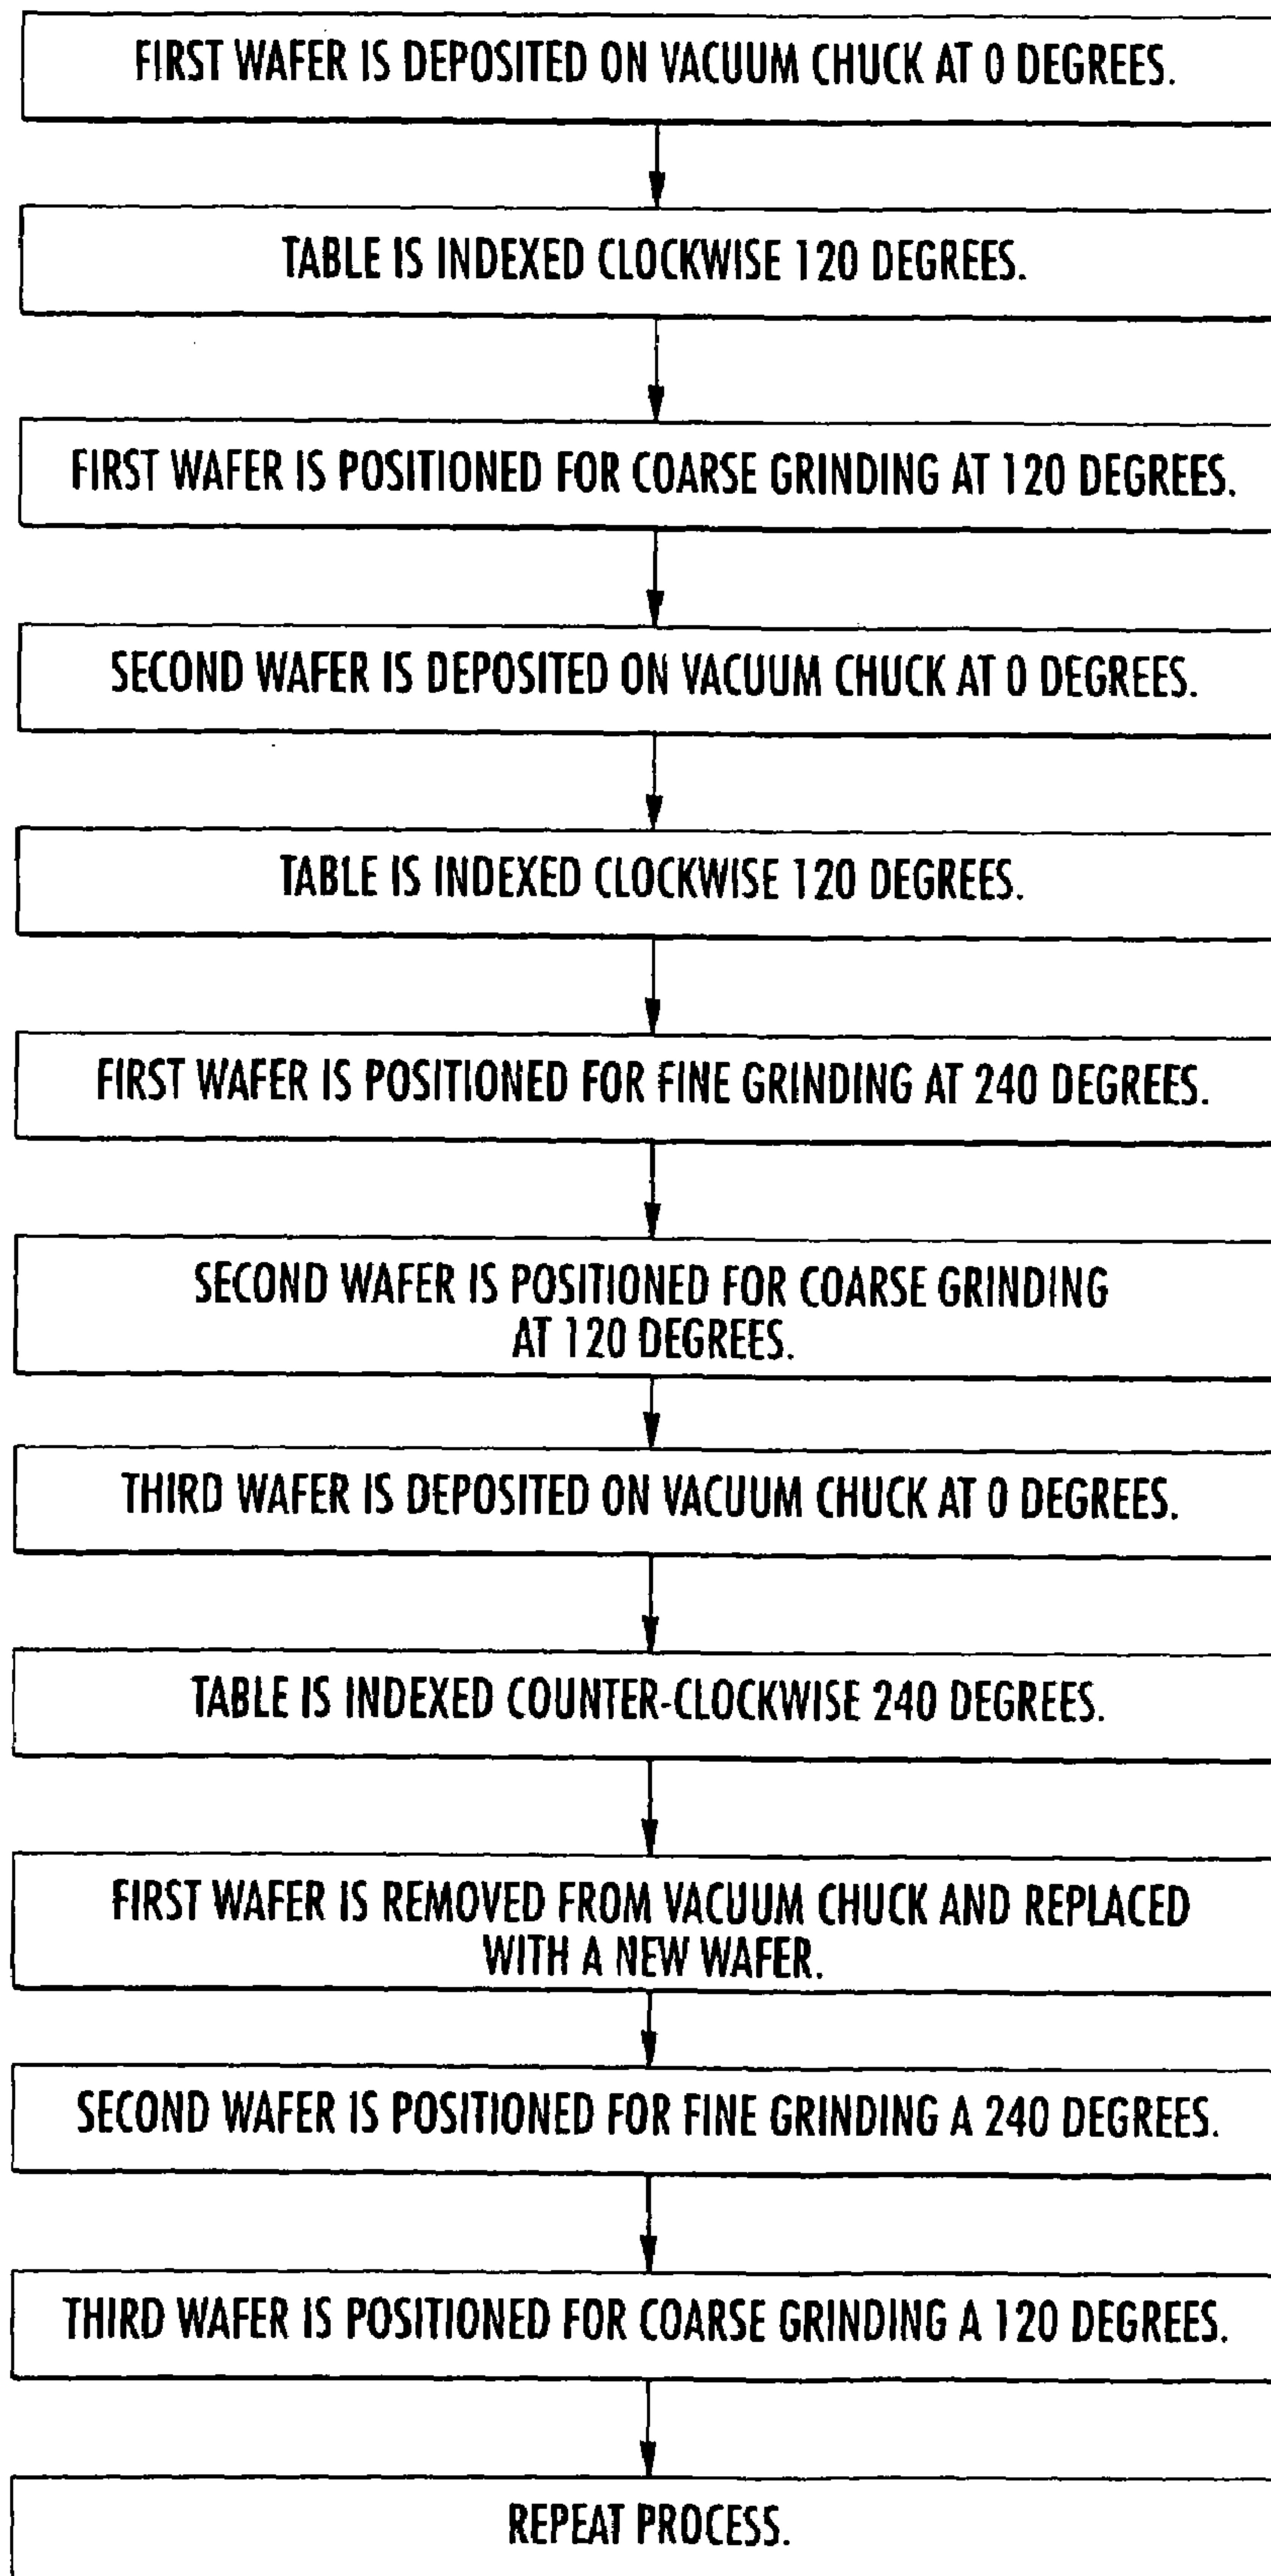 FIRST WAFER IS DEPOSITED ON VACUUM CHUCK AT 0 DEGREES.
TABLE IS INDEXED CLOCKWISE 120 DEGREES.
FIRST WAFER IS POSITIONED FOR COARSE GRINDING AT 120 DEGREES.
SECOND WAFER IS DEPOSITED ON VACUUM CHUCK AT 0 DEGREES.
TABLE IS INDEXED CLOCKWISE 120 DEGREES.
FIRST WAFER IS POSITIONED FOR FINE GRINDING AT 240 DEGREES.
SECOND WAFER IS POSITIONED FOR COARSE GRINDING
AT 120 DEGREES.
THIRD WAFER IS DEPOSITED ON VACUUM CHUCK AT 0 DEGREES.
TABLE IS INDEXED COUNTER-CLOCKWISE 240 DEGREES.
FIRST WAFER IS REMOVED FROM VACUUM CHUCK AND REPLACED
WITH A NEW WAFER.
SECOND WAFER IS POSITIONED FOR FINE GRINDING A 240 DEGREES.
THIRD WAFER IS POSITIONED FOR COARSE GRINDING A 120 DEGREES.
REPEAT PROCESS.